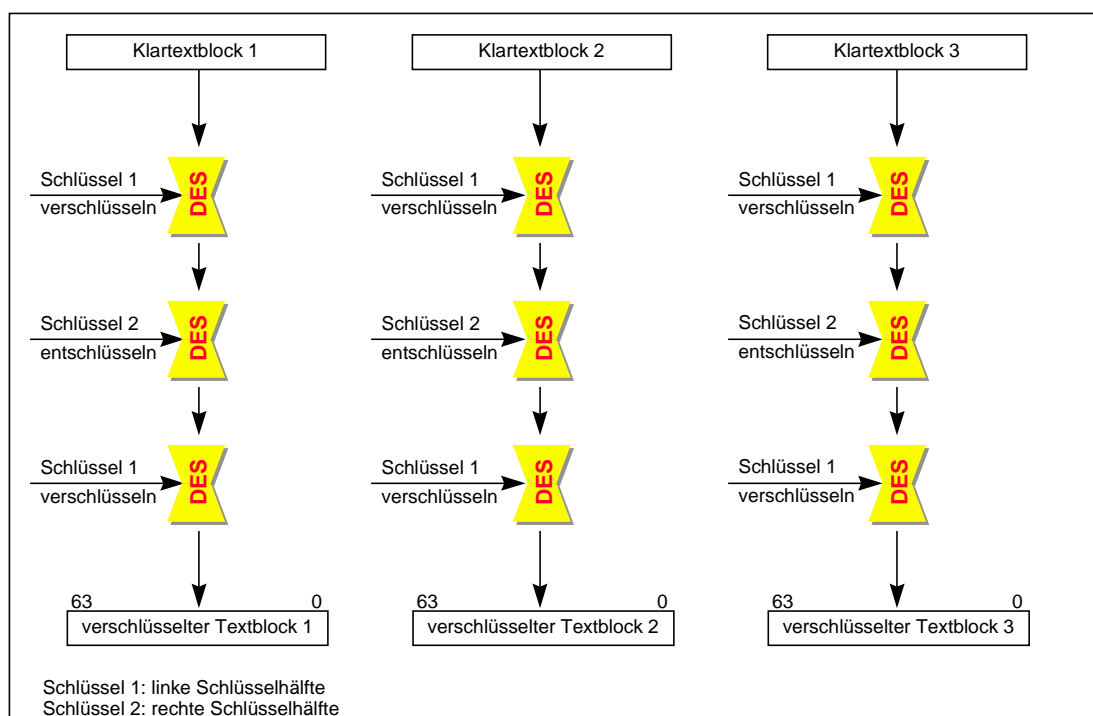 Klartextblock 1
Klartextblock 2
Klartextblock 3
Schlüssel 1
verschlüsseln
DES
Schlüssel 1
verschlüsseln
DES
Schlüssel 1
verschlüsseln
DES
Schlüssel 2
entschlüsseln
DES
Schlüssel 2
entschlüsseln
DES
Schlüssel 2
entschlüsseln
DES
Schlüssel 1
verschlüsseln
DES
Schlüssel 1
verschlüsseln
DES
Schlüssel 1
verschlüsseln
DES
63 0
63 0
63 0
verschlüsselter Textblock 1
verschlüsselter Textblock 2
verschlüsselter Textblock 3
Schlüssel 1: linke Schlüsselhälfte
Schlüssel 2: rechte Schlüsselhälfte